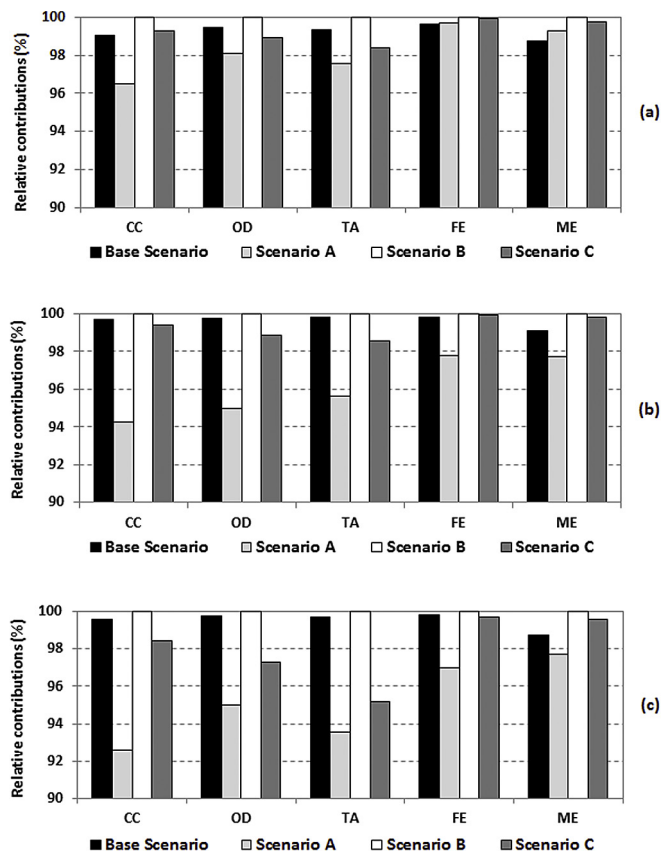 Relative contributions (%)
100
98
96
94
92
90
CC OD TA FE ME
Base Scenario Scenario A Scenario B Scenario C
(a)
Relative contributions (%)
100
98
96
94
92
90
CC OD TA FE ME
Base Scenario Scenario A Scenario B Scenario C
(b)
Relative contributions (%)
100
98
96
94
92
90
CC OD TA FE ME
Base Scenario Scenario A Scenario B Scenario C
(c)